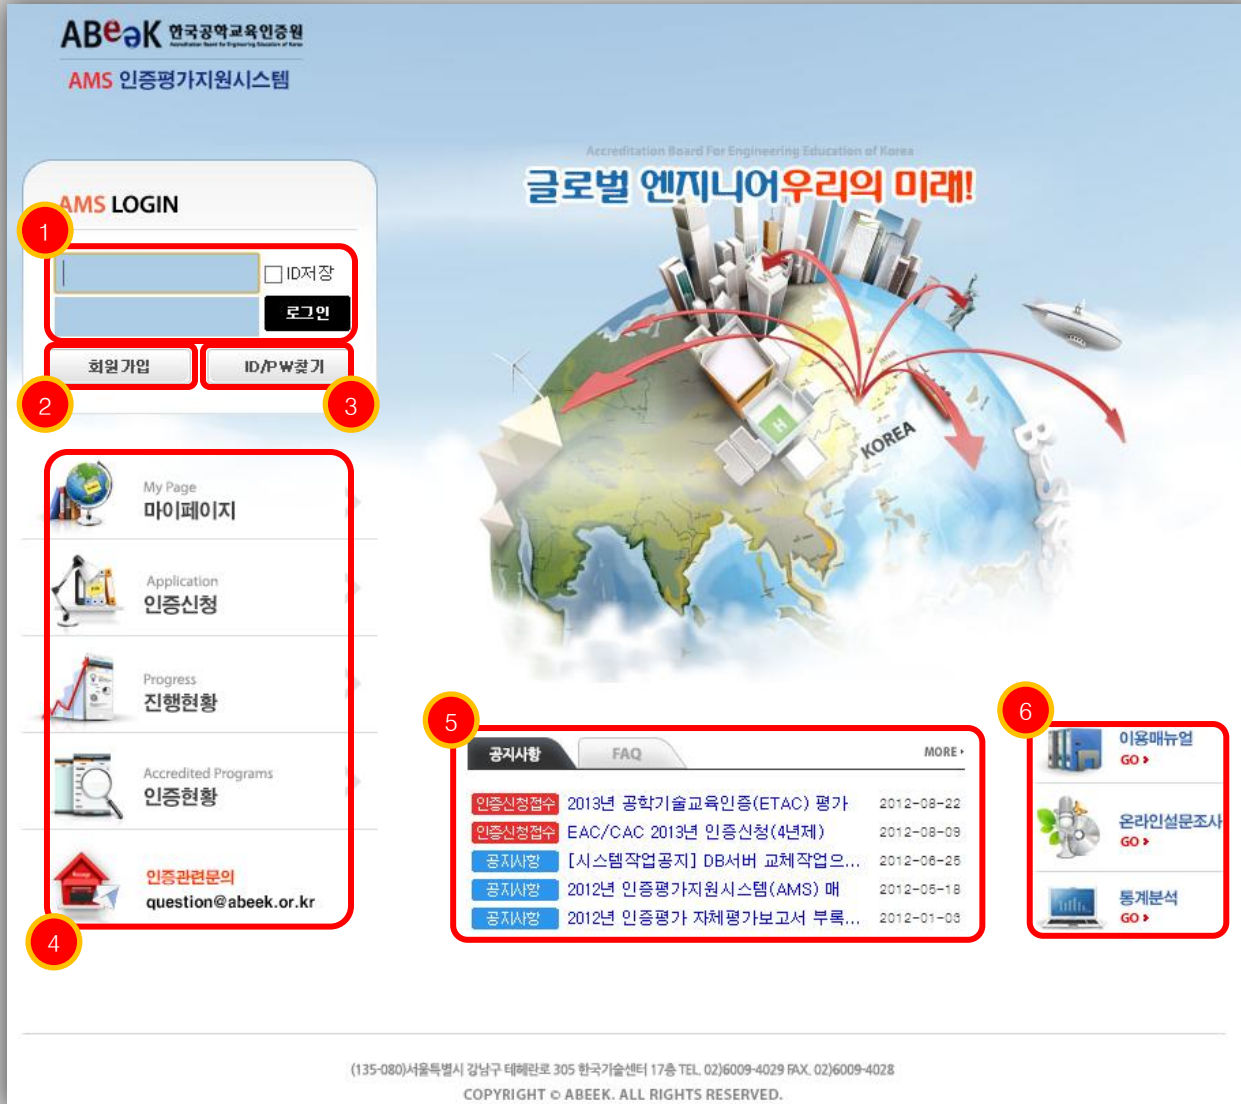 ABeeK 한국공학교육인증원
Accreditation Board for Engineering Education of Korea
AMS 인증평가지원시스템
Accreditation Board For Engineering Education of Korea
글로벌 엔지니어 우리의 미래!
AMS LOGIN
1
ID저장
로그인
회원가입
ID/PW찾기
2
3
KOREA
JAPAN
H
My Page
마이페이지
Application
인증신청
Progress
진행현황
Accredited Programs
인증현황
인증관련문의
question@abeek.or.kr
4
5
공지사항
FAQ
MORE
인증신청접수 2013년 공학기술교육인증(ETAC) 평가 2012-08-22
인증신청접수 EAC/CAC 2013년 인증신청(4년제) 2012-08-09
공지사항 [시스템작업공지] DB서버 교체작업으... 2012-06-25
공지사항 2012년 인증평가지원시스템(AMS) 매 2012-05-18
공지사항 2012년 인증평가 자체평가보고서 부록... 2012-01-03
6
이용매뉴얼
GO
온라인설문조사
GO
통계분석
GO
(135-080)서울특별시 강남구 테헤란로 305 한국기술센터 17층 TEL. 02)6009-4029 FAX. 02)6009-4028
COPYRIGHT © ABEEK. ALL RIGHTS RESERVED.